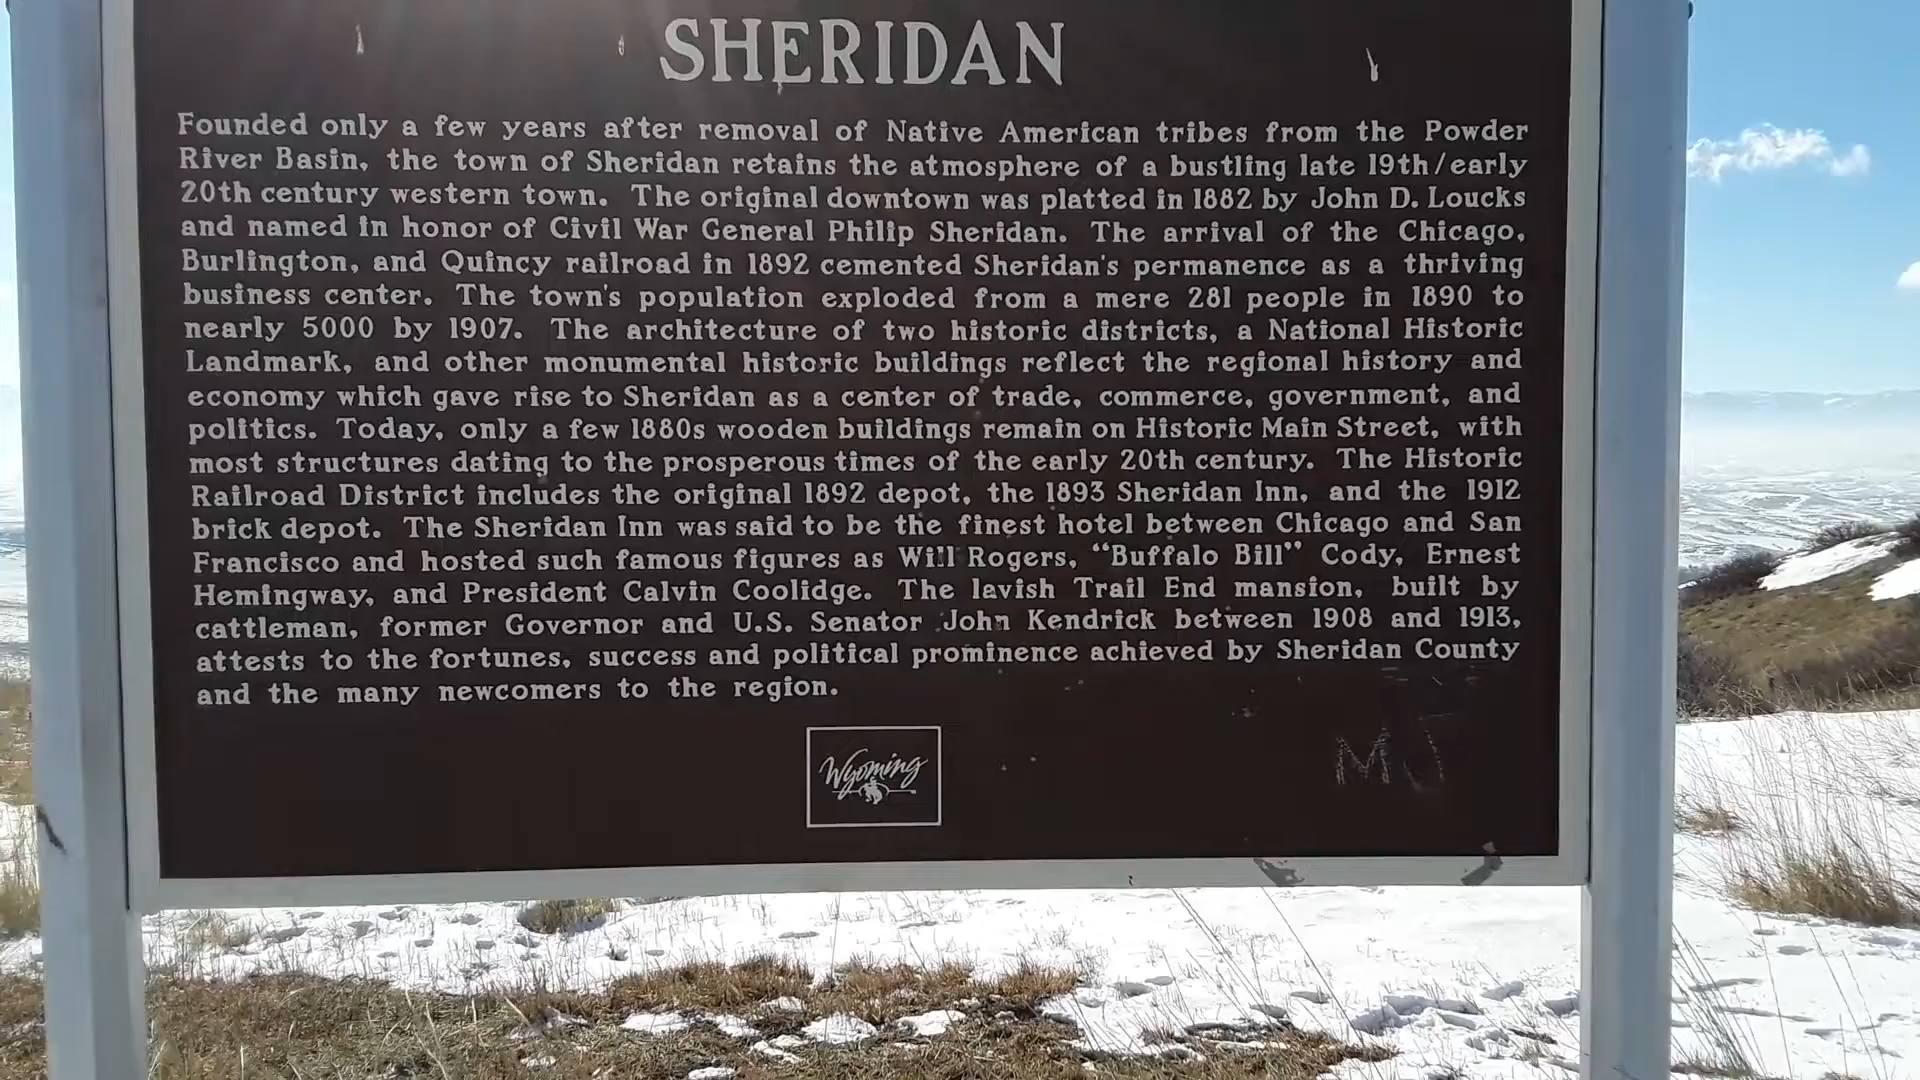 SHERIDAN
Founded only a few years after removal of Native American tribes from the Powder
River Basin, the town of Sheridan retains the atmosphere of a bustling late 19th/early
20th century western town. The original downtown was platted in 1882 by John D. Loucks
and named in honor of Civil War General Philip Sheridan. The arrival of the Chicago,
Burlington, and Quincy railroad in 1892 cemented Sheridan's permanence as a thriving
business center. The town's population exploded from a mere 281 people in 1890 to
nearly 5000 by 1907. The architecture of two historic districts, a National Historic
Landmark, and other monumental historic buildings reflect the regional history and
economy which gave rise to Sheridan as a center of trade, commerce, government, and
politics. Today, only a few 1880s wooden buildings remain on Historic Main Street, with
most structures dating to the prosperous times of the early 20th century. The Historic
Railroad District includes the original 1892 depot, the 1893 Sheridan Inn, and the 1912
brick depot. The Sheridan Inn was said to be the finest hotel between Chicago and San
Francisco and hosted such famous figures as Will Rogers, “Buffalo Bill” Cody, Ernest
Hemingway, and President Calvin Coolidge. The lavish Trail End mansion, built by
cattleman, former Governor and U.S. Senator John Kendrick between 1908 and 1913,
attests to the fortunes, success and political prominence achieved by Sheridan County
and the many newcomers to the region.
Wyoming
MJ